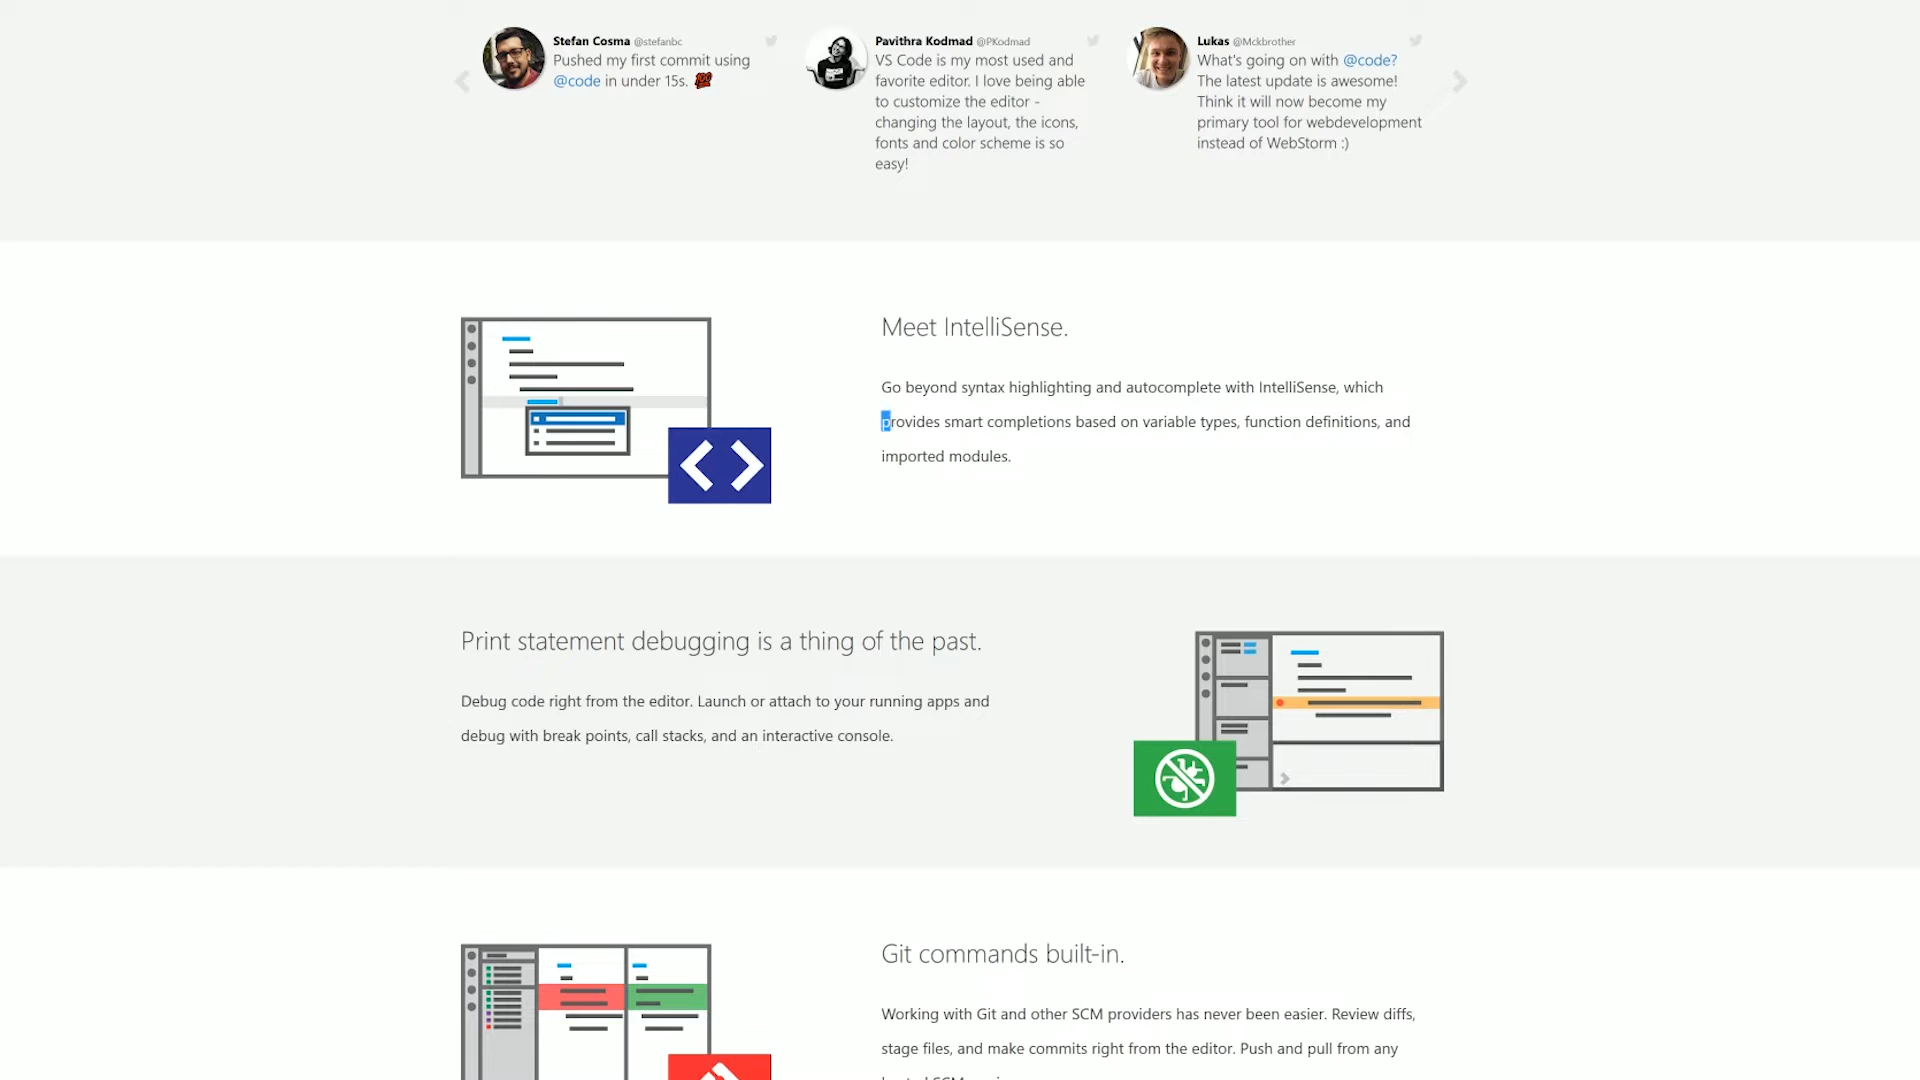 Stefan Cosma @stefanbc
Pushed my first commit using
@code in under 15s. 💯
Pavithra Kodmad @PKodmad
VS Code is my most used and
favorite editor. I love being able
to customize the editor -
changing the layout, the icons,
fonts and color scheme is so
easy!
Lukas @Mckbrother
What's going on with @code?
The latest update is awesome!
Think it will now become my
primary tool for webdevelopment
instead of WebStorm :)
Meet IntelliSense.
Go beyond syntax highlighting and autocomplete with IntelliSense, which
provides smart completions based on variable types, function definitions, and
imported modules.
Print statement debugging is a thing of the past.
Debug code right from the editor. Launch or attach to your running apps and
debug with break points, call stacks, and an interactive console.
Git commands built-in.
Working with Git and other SCM providers has never been easier. Review diffs,
stage files, and make commits right from the editor. Push and pull from any